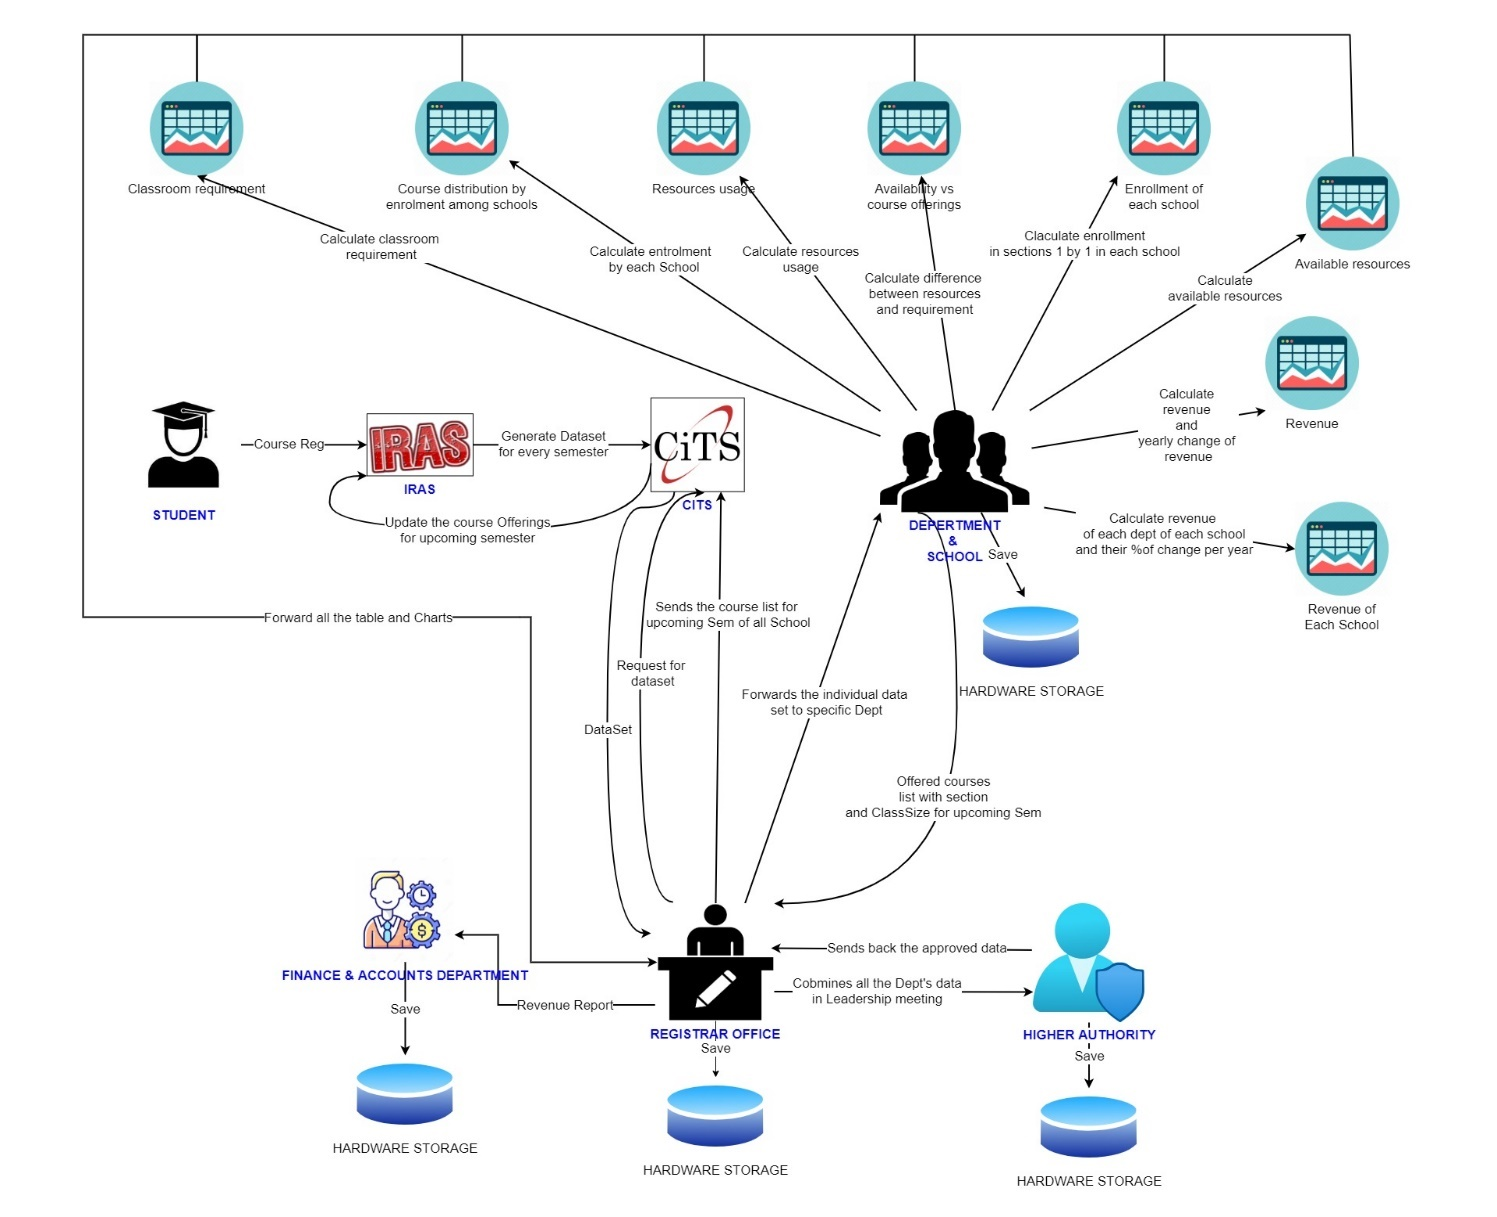 Classroom requirement
Course distribution by
enrolment among schools
Resources usage
Availability vs
course offerings
Enrollment of
each school
Available resources
Calculate classroom
requirement
Calculate entrolment
by each School
Calculate resources
usage
Calculate difference
between resources
and requirement
Claculate enrollment
in sections 1 by 1 in each school
Calculate
available resources
Calculate
revenue
and
yearly change of
revenue
Revenue
Course Reg
IRAS
IRAS
Generate Dataset
for every semester
CiTS
CITS
STUDENT
Update the course Offerings
for upcoming semester
DEPERTMENT
&
SCHOOL
Save
Calculate revenue
of each dept of each school
and their %of change per year
Revenue of
Each School
Forward all the table and Charts
Sends the course list for
upcoming Sem of all School
Request for
dataset
DataSet
Forwards the individual data
set to specific Dept
HARDWARE STORAGE
Offered courses
list with section
and ClassSize for upcoming Sem
FINANCE & ACCOUNTS DEPARTMENT
Save
Revenue Report
Sends back the approved data
Cobmines all the Dept's data
in Leadership meeting
REGISTRAR OFFICE
Save
HIGHER AUTHORITY
Save
HARDWARE STORAGE
HARDWARE STORAGE
HARDWARE STORAGE